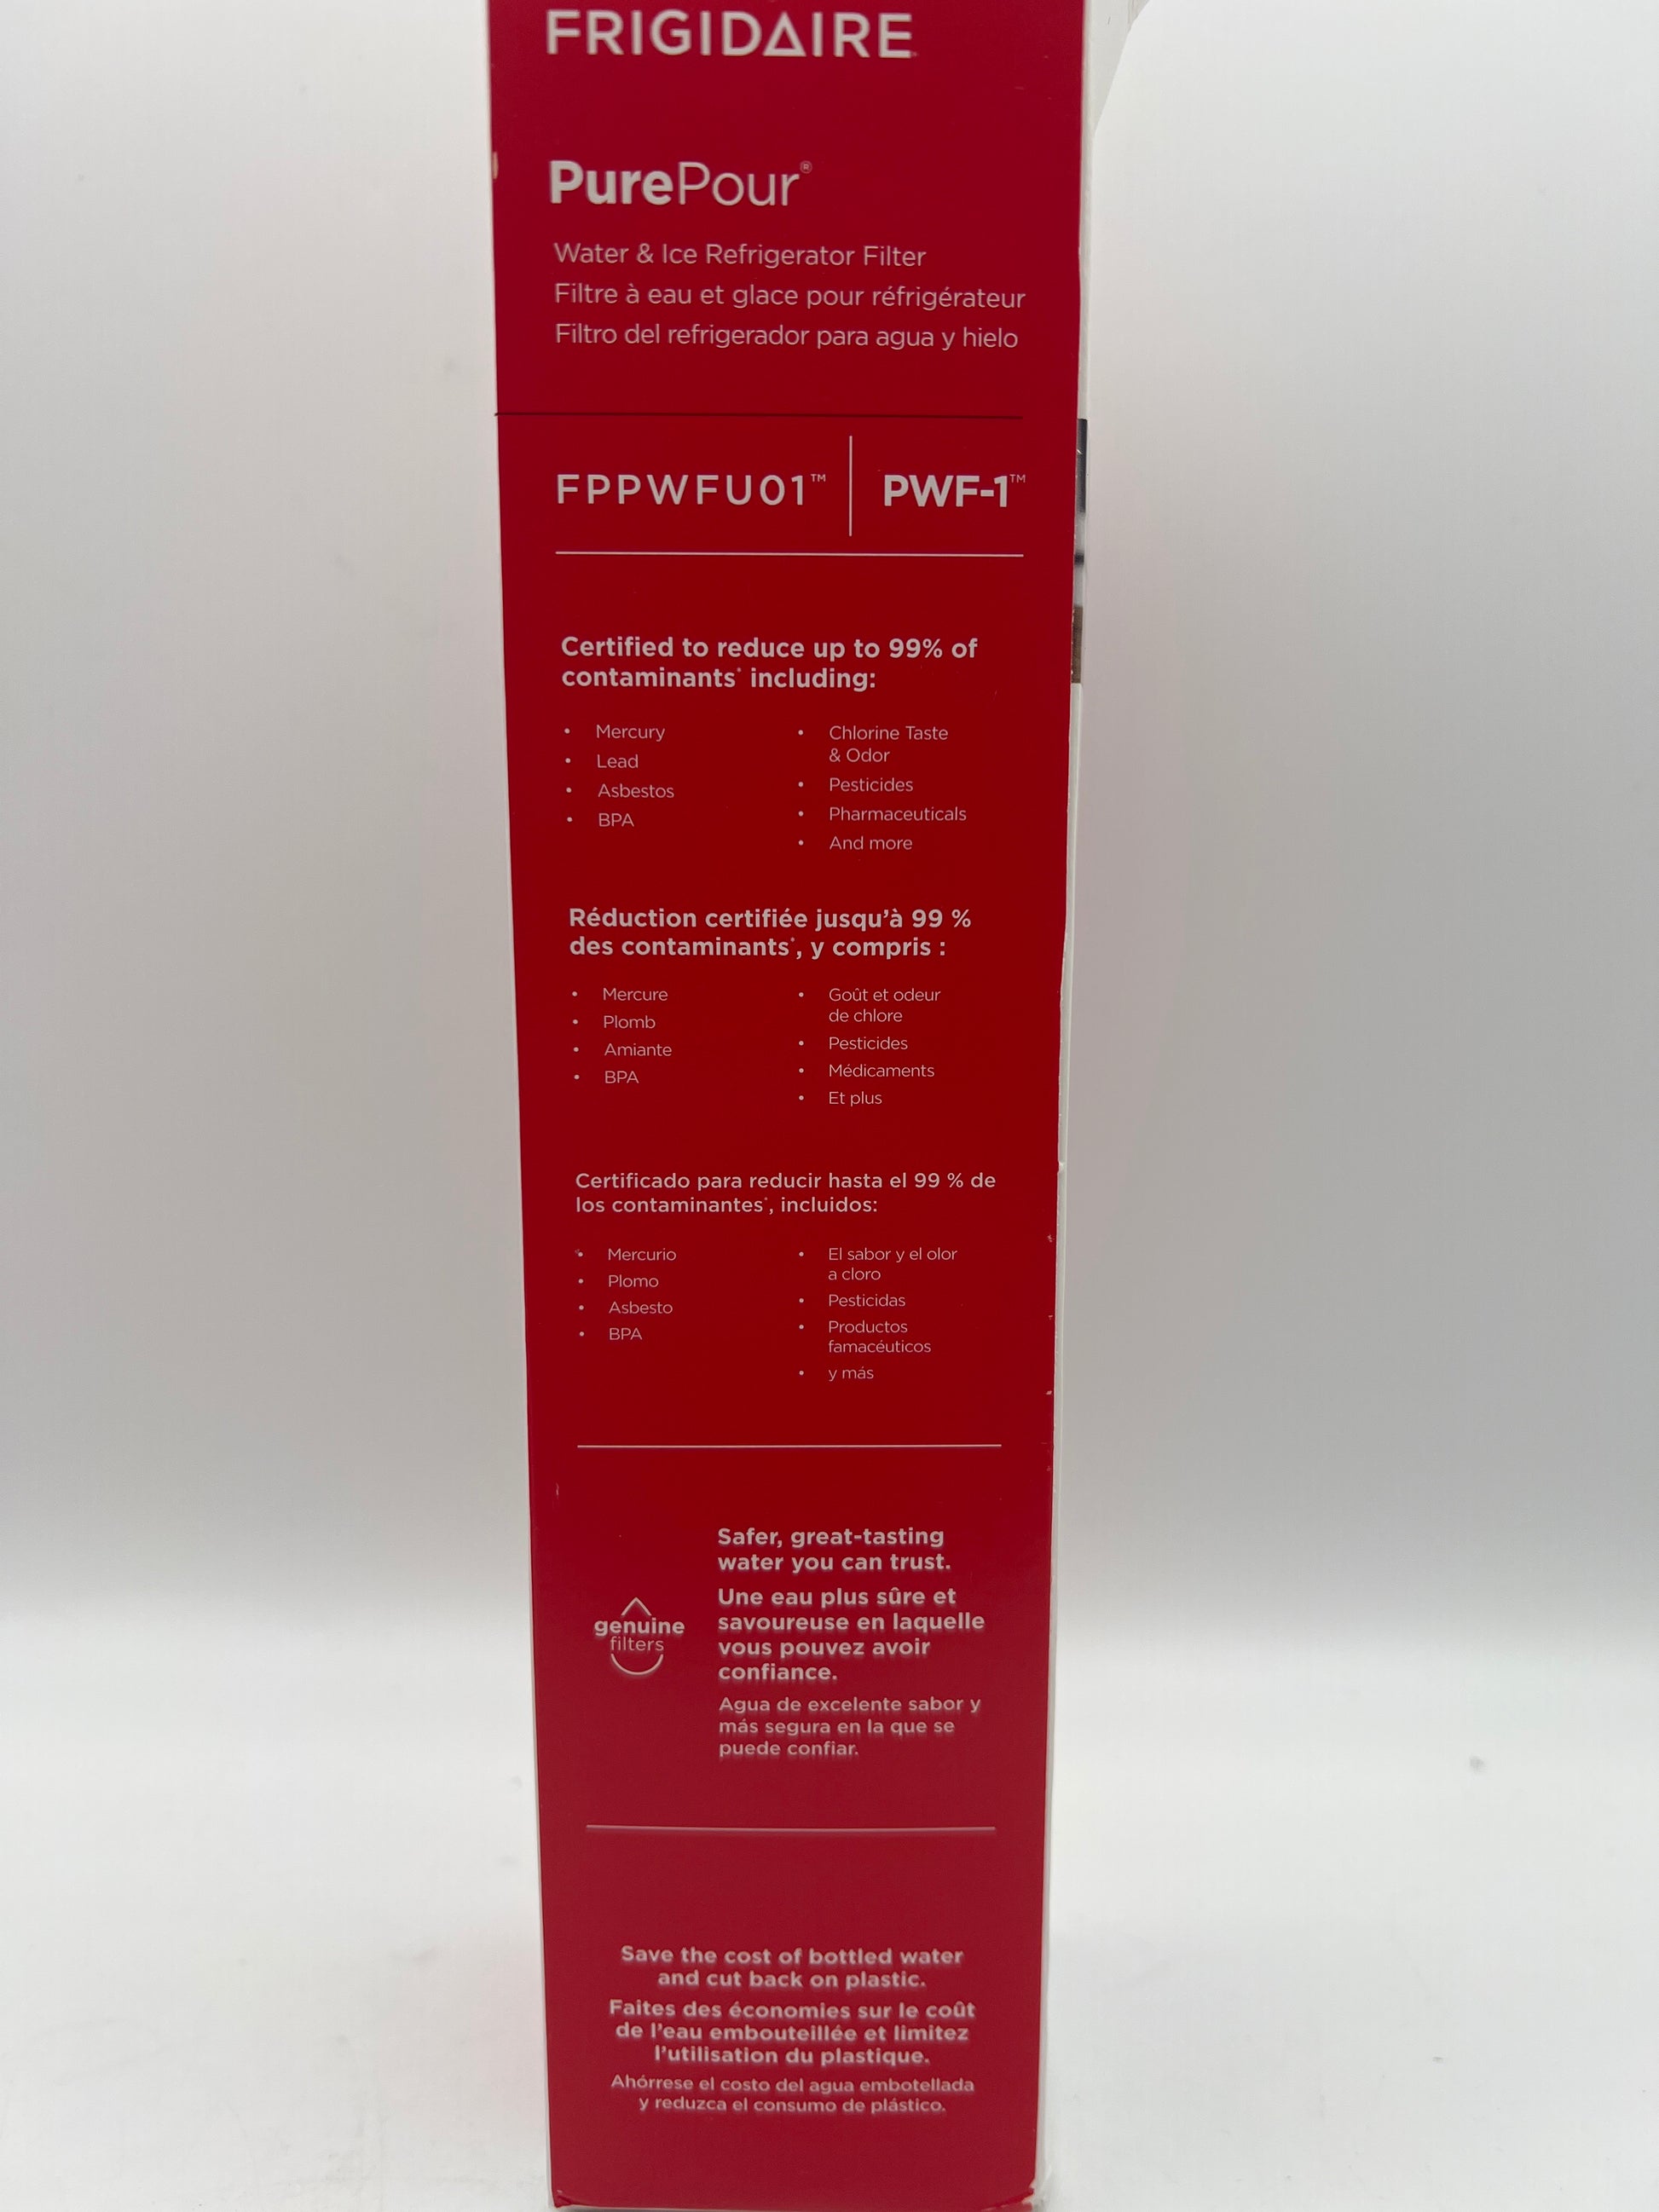 FRIGIDAIRE
PurePour®
Water & Ice Refrigerator Filter
Filtre à eau et glace pour réfrigérateur
Filtro del refrigerador para agua y hielo
FPPWFU01™ PWF-1™
Certified to reduce up to 99% of
contaminants* including:
• Mercury
• Lead
• Asbestos
• BPA
• Chlorine Taste
& Odor
• Pesticides
• Pharmaceuticals
• And more
Réduction certifiée jusqu'à 99 %
des contaminants*, y compris :
• Mercure
• Plomb
• Amiante
• BPA
• Goût et odeur
de chlore
• Pesticides
• Médicaments
• Et plus
Certificado para reducir hasta el 99 % de
los contaminantes*, incluidos:
• Mercurio
• Plomo
• Asbesto
• BPA
• El sabor y el olor
a cloro
• Pesticidas
• Productos
famacéuticos
• y más
genuine
filters
Safer, great-tasting
water you can trust.
Une eau plus sûre et
savoureuse en laquelle
vous pouvez avoir
confiance.
Agua de excelente sabor y
más segura en la que se
puede confiar.
Save the cost of bottled water
and cut back on plastic.
Faites des économies sur le coût
de l'eau embouteillée et limitez
l'utilisation du plastique.
Ahórrese el costo del agua embotellada
y reduzca el consumo de plástico.